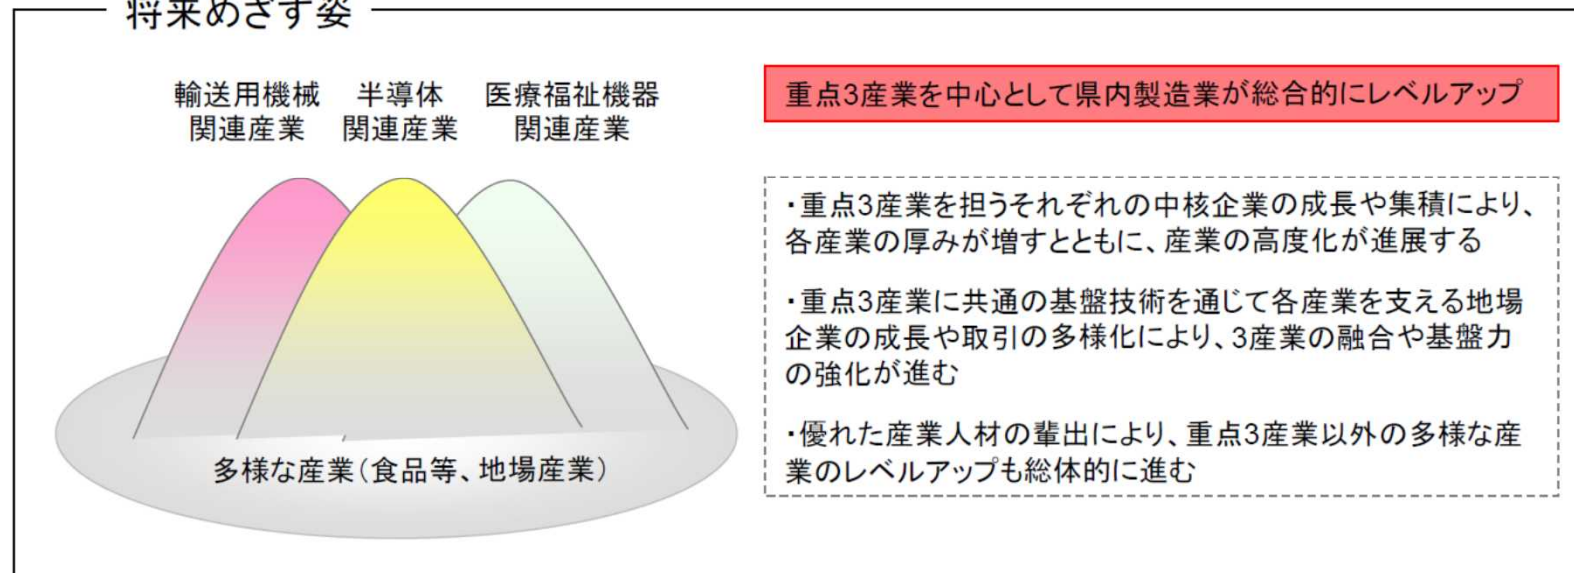 将来めざす姿
輸送用機械
関連産業
半導体
関連産業
医療福祉機器
関連産業
多様な産業（食品等、地場産業）
重点3産業を中心として県内製造業が総合的にレベルアップ
・重点3産業を担うそれぞれの中核企業の成長や集積により、
各産業の厚みが増すとともに、産業の高度化が進展する
・重点3産業に共通の基盤技術を通じて各産業を支える地場
企業の成長や取引の多様化により、3産業の融合や基盤力
の強化が進む
・優れた産業人材の輩出により、重点3産業以外の多様な産
業のレベルアップも総体的に進む